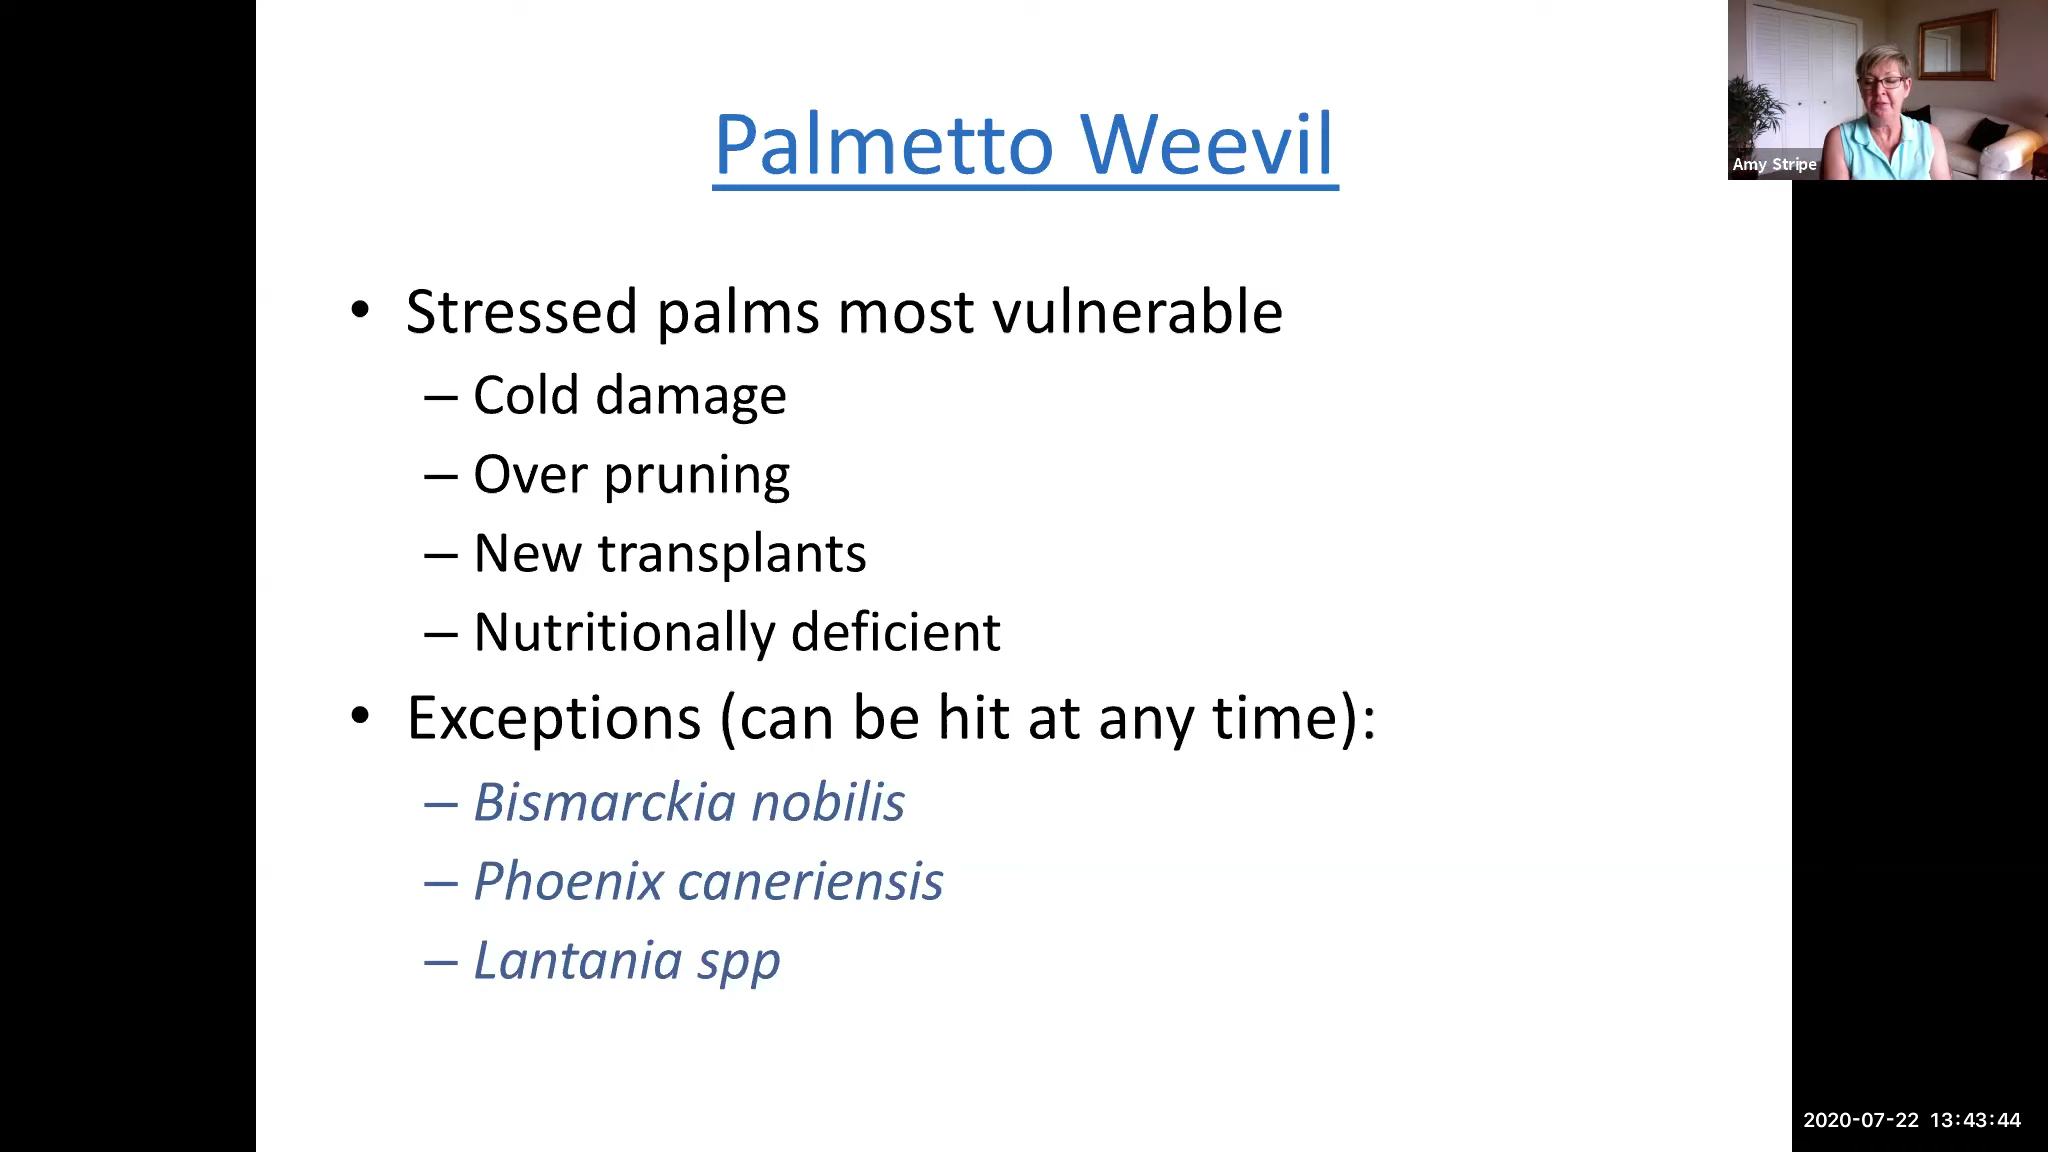 Palmetto Weevil
Amy Stripe
• Stressed palms most vulnerable
– Cold damage
– Over pruning
– New transplants
– Nutritionally deficient
• Exceptions (can be hit at any time):
– Bismarckia nobilis
– Phoenix caneriensis
– Lantania spp
2020-07-22 13:43:44